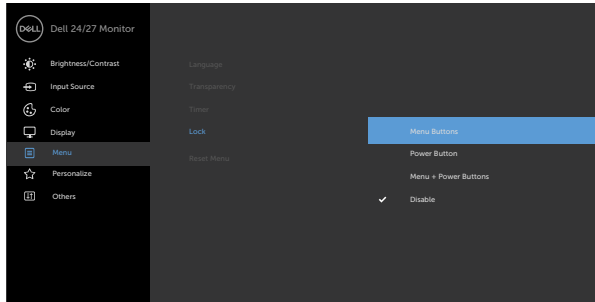 DELL
Dell 24/27 Monitor
Brightness/Contrast
Input Source
Color
Display
Menu
Personalize
Others
Language
Transparency
Timer
Lock
Reset Menu
Menu Buttons
Power Button
Menu + Power Buttons
Disable